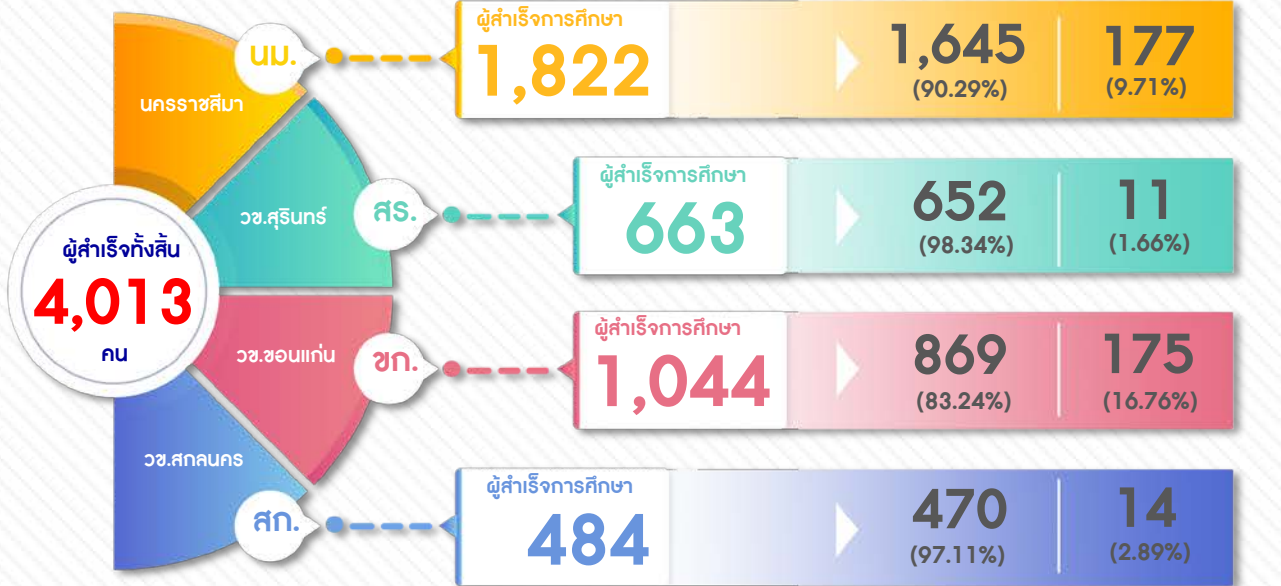 ผู้สำเร็จทั้งสิ้น
4,013
คน
นครราชสีมา
นม.
ผู้สำเร็จการศึกษา
1,822
1,645
(90.29%)
177
(9.71%)
วข.สุรินทร์
สร.
ผู้สำเร็จการศึกษา
663
652
(98.34%)
11
(1.66%)
วข.ขอนแก่น
ขก.
ผู้สำเร็จการศึกษา
1,044
869
(83.24%)
175
(16.76%)
วข.สกลนคร
สก.
ผู้สำเร็จการศึกษา
484
470
(97.11%)
14
(2.89%)